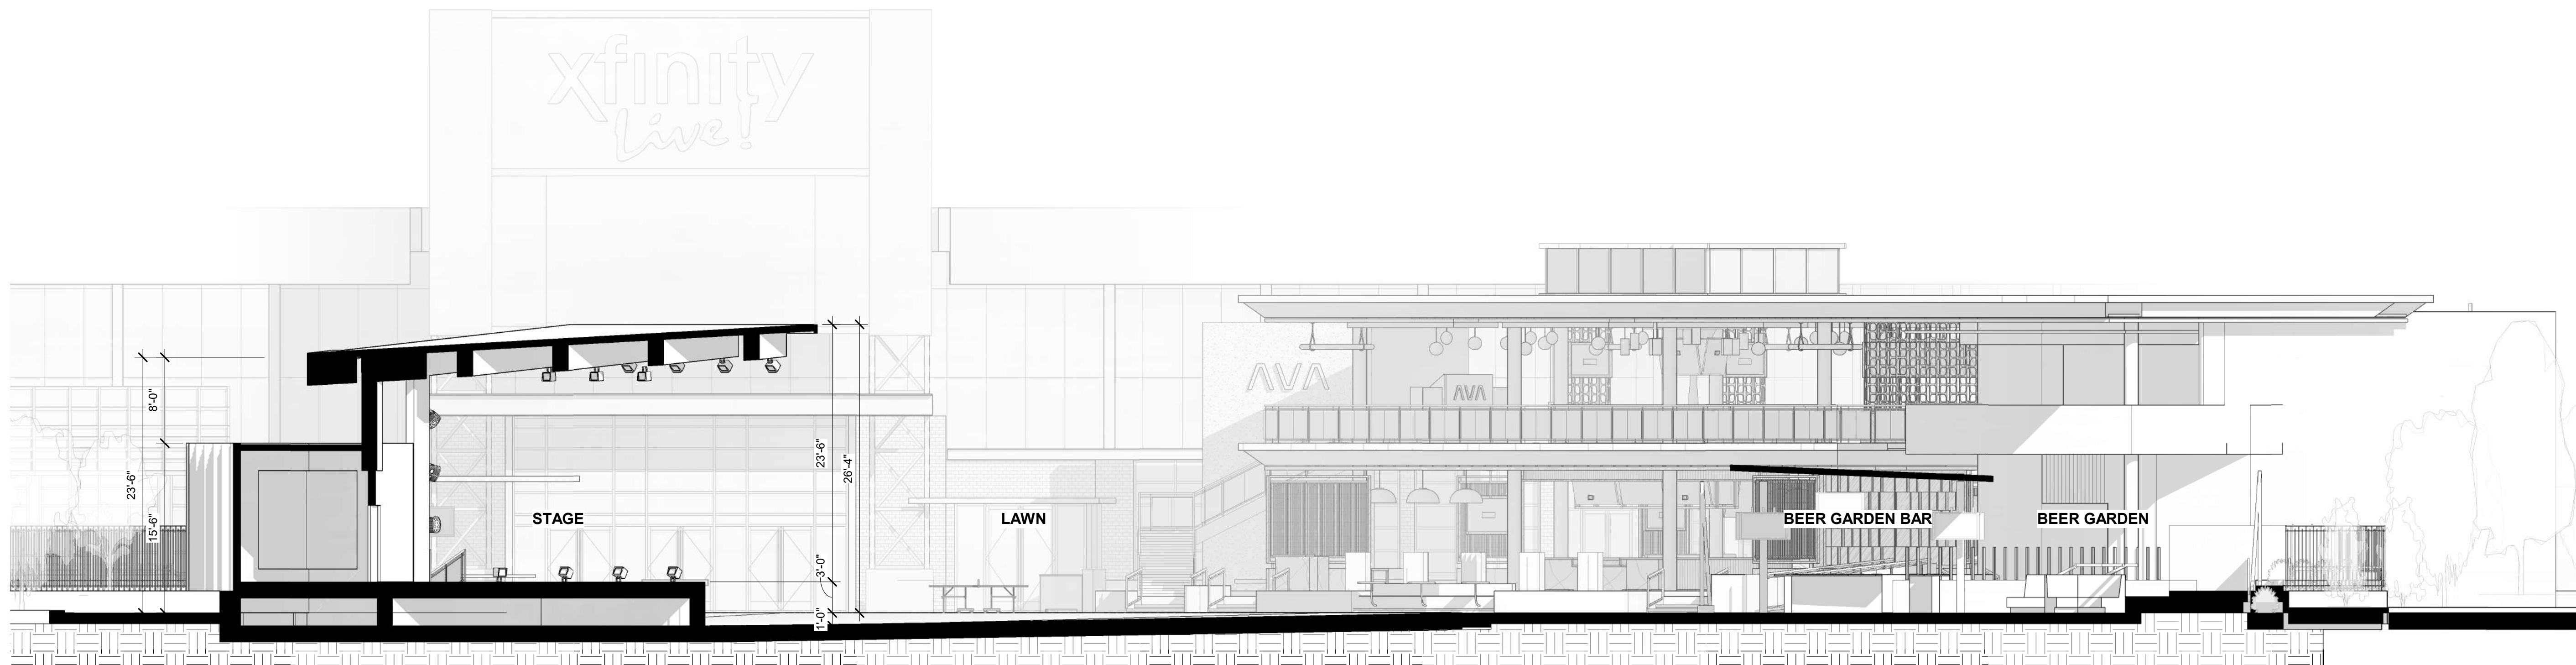 xfinity
Live!
AVA
AVA
8'-0"
23'-6"
15'-6"
23'-6"
26'-4"
3'-0"
1'-0"
STAGE
LAWN
BEER GARDEN BAR
BEER GARDEN